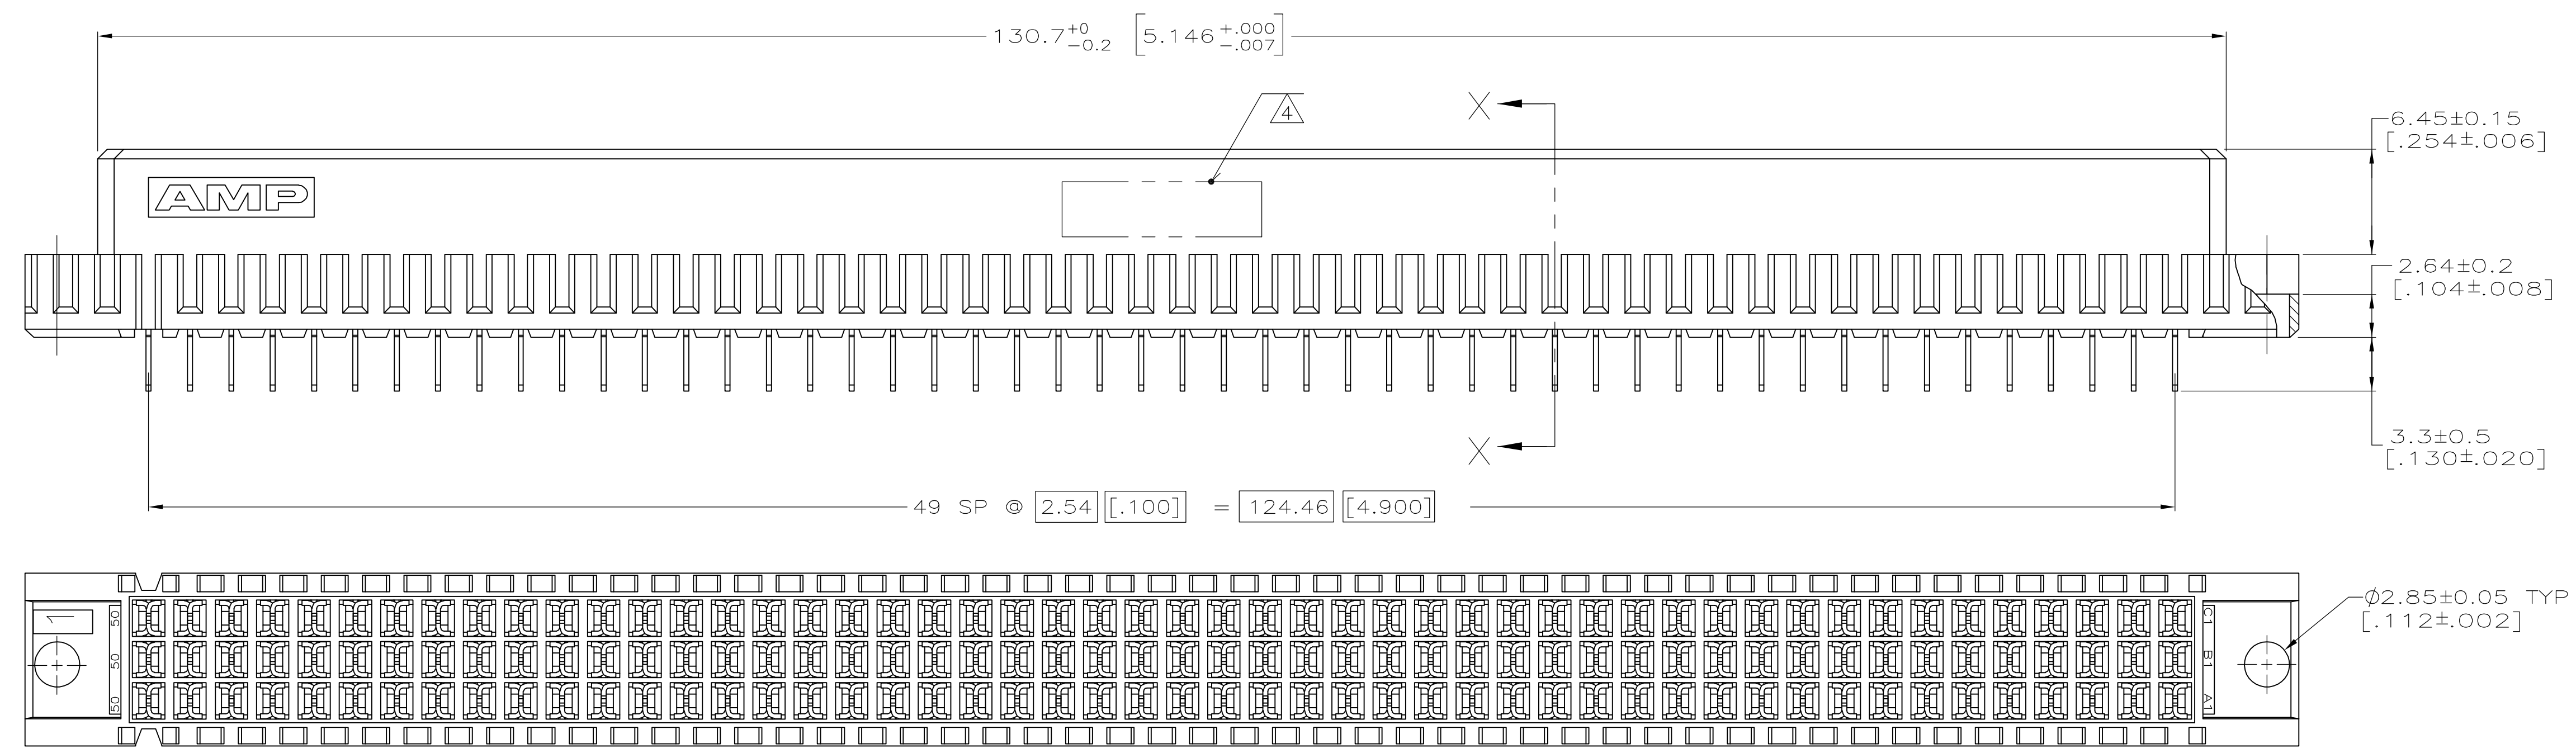 130.7 +0 -0.2 [5.146 +.000 -.007]
4
X
6.45±0.15
[.254±.006]
AMP
2.64±0.2
[.104±.008]
X
3.3±0.5
[.130±.020]
49 SP @ 2.54 [.100] = 124.46 [4.900]
1
50
50
50
C1
B1
A1
Ø2.85±0.05 TYP
[.112±.002]